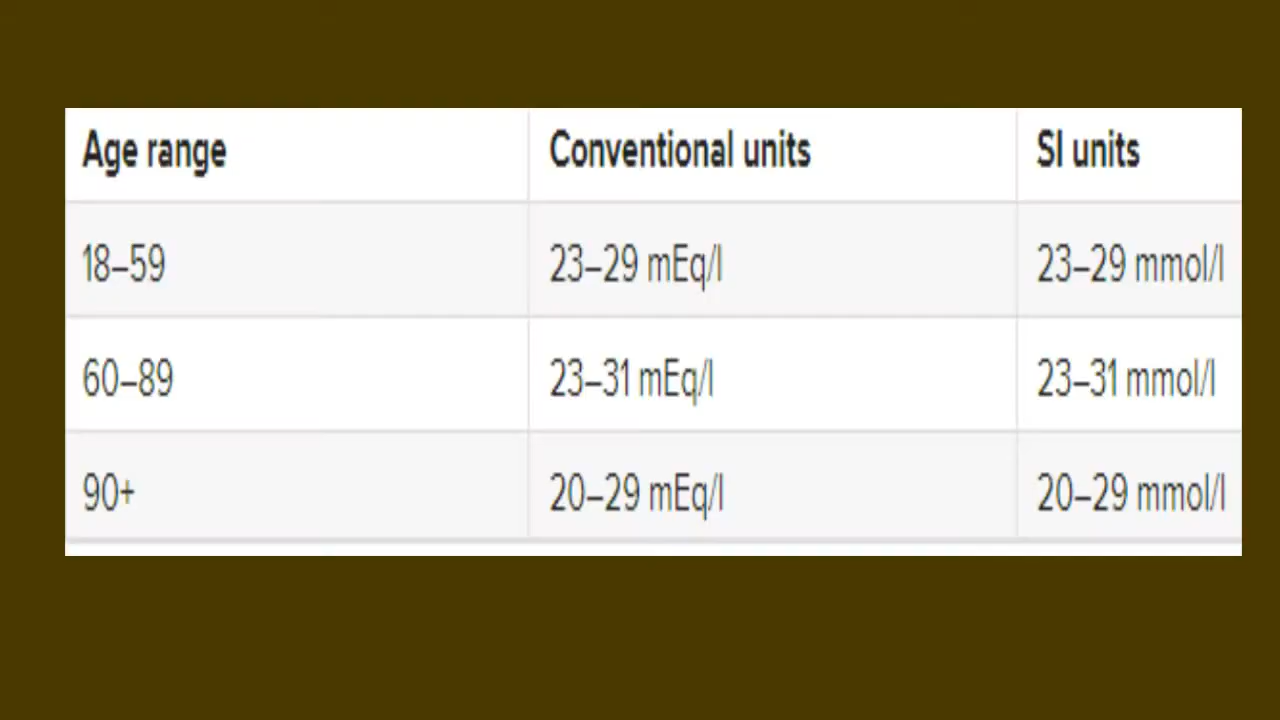 Age range Conventional units SI units
18–59 23–29 mEq/l 23–29 mmol/l
60–89 23–31 mEq/l 23–31 mmol/l
90+ 20–29 mEq/l 20–29 mmol/l